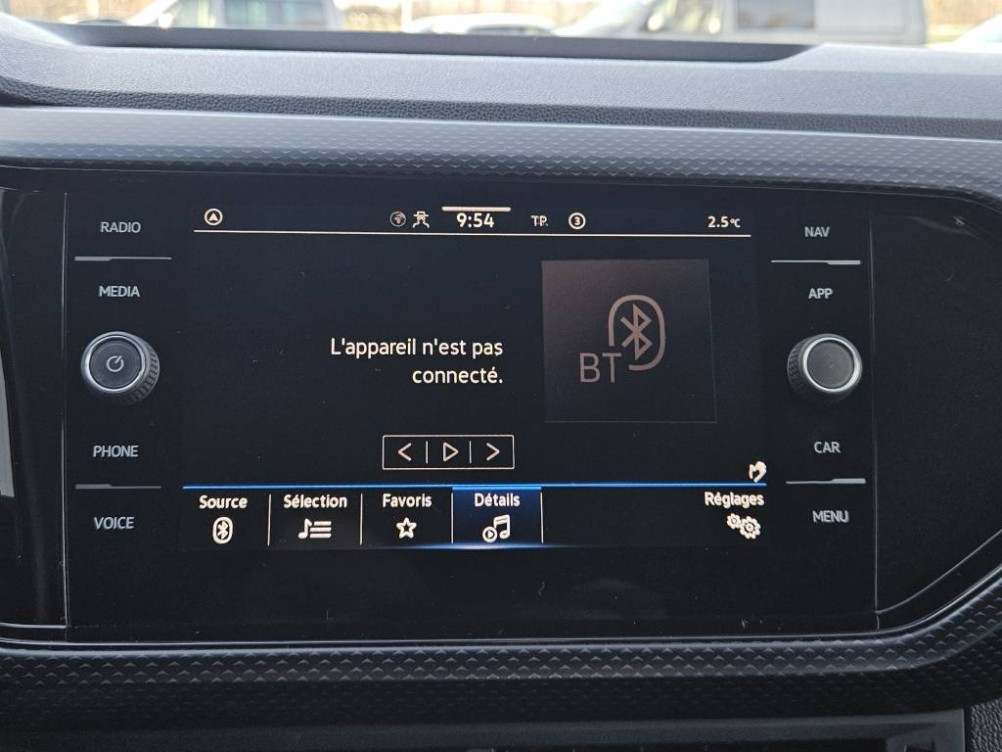 RADIO
MEDIA
PHONE
VOICE
9:54
TP.
3
2.5°C
L'appareil n'est pas
connecté.
BT
Source
Sélection
Favoris
Détails
Réglages
NAV
APP
CAR
MENU